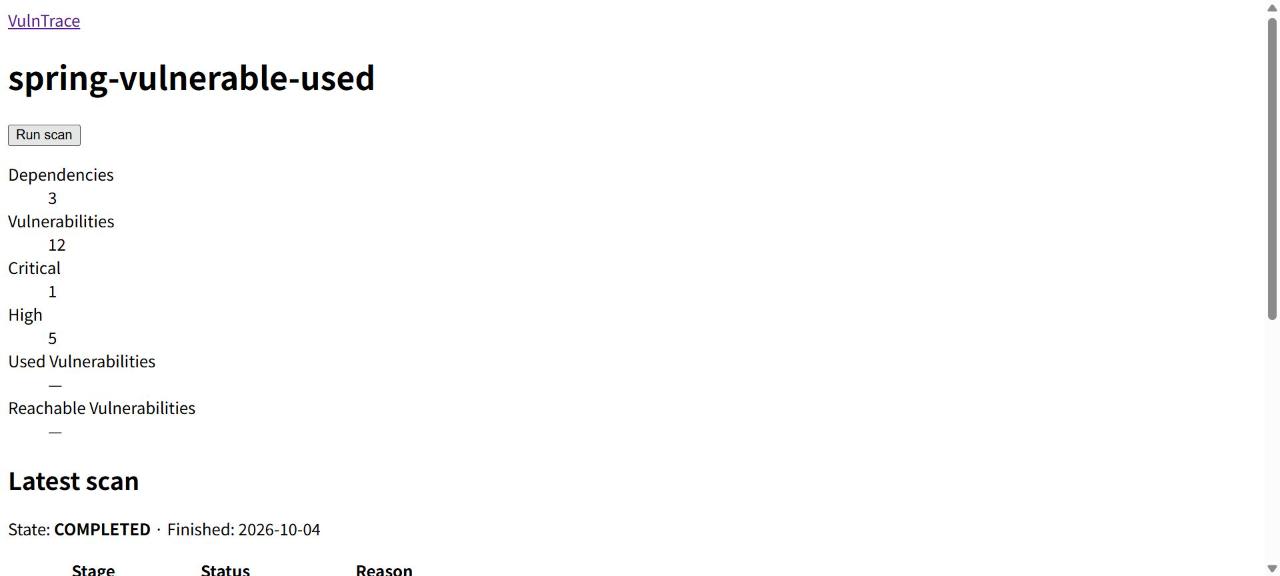 VulnTrace
spring-vulnerable-used
Run scan
Dependencies
3
Vulnerabilities
12
Critical
1
High
5
Used Vulnerabilities
—
Reachable Vulnerabilities
—
Latest scan
State: COMPLETED · Finished: 2026-10-04
Stage Status Reason